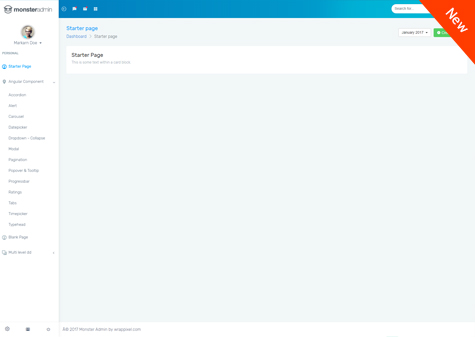 monsteradmin
Search for
New
Markarn Doe
PERSONAL
Starter Page
Angular Component
Accordion
Alert
Carousel
Datepicker
Dropdown - Collapse
Modal
Pagination
Popover & Tooltip
Progressbar
Ratings
Tabs
Timepicker
Typehead
Blank Page
Multi level dd
Starter page
Dashboard > Starter page
January 2017
Starter Page
This is some text within a card block.
© 2017 Monster Admin by wrappixel.com